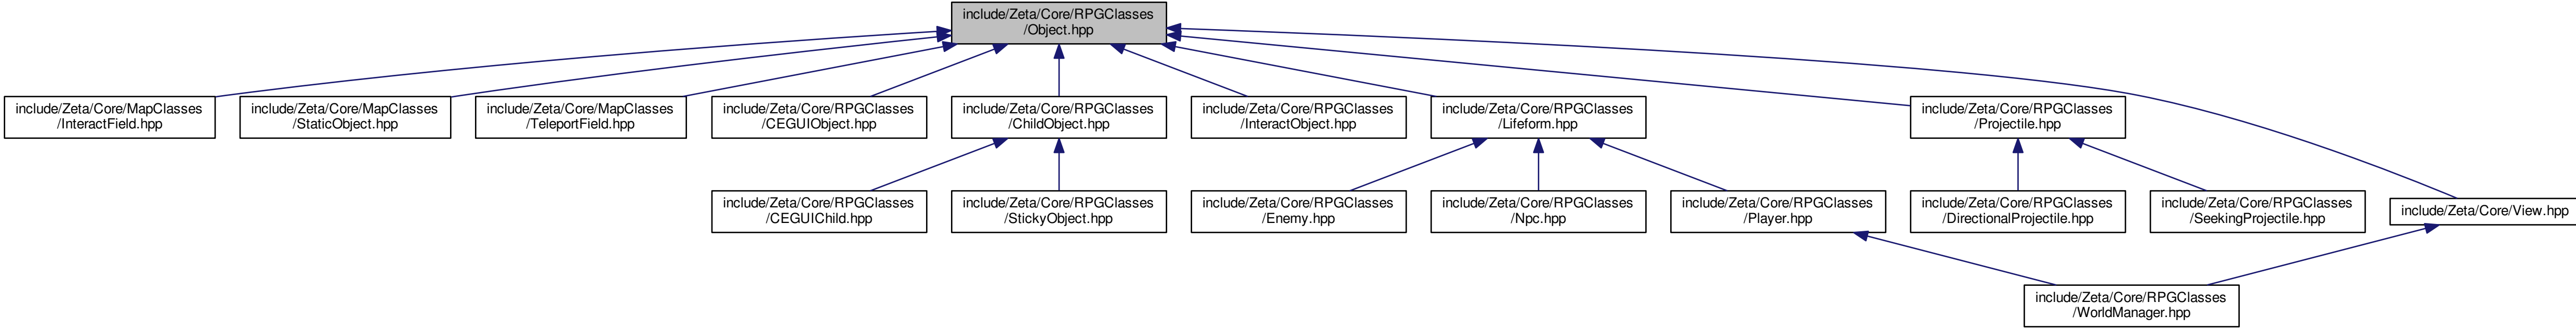 include/Zeta/Core/RPGClasses
/Object.hpp
include/Zeta/Core/MapClasses
/InteractField.hpp
include/Zeta/Core/MapClasses
/StaticObject.hpp
include/Zeta/Core/MapClasses
/TeleportField.hpp
include/Zeta/Core/RPGClasses
/CEGUIObject.hpp
include/Zeta/Core/RPGClasses
/ChildObject.hpp
include/Zeta/Core/RPGClasses
/InteractObject.hpp
include/Zeta/Core/RPGClasses
/Lifeform.hpp
include/Zeta/Core/RPGClasses
/Projectile.hpp
include/Zeta/Core/RPGClasses
/CEGUIChild.hpp
include/Zeta/Core/RPGClasses
/StickyObject.hpp
include/Zeta/Core/RPGClasses
/Enemy.hpp
include/Zeta/Core/RPGClasses
/Npc.hpp
include/Zeta/Core/RPGClasses
/Player.hpp
include/Zeta/Core/RPGClasses
/DirectionalProjectile.hpp
include/Zeta/Core/RPGClasses
/SeekingProjectile.hpp
include/Zeta/Core/View.hpp
include/Zeta/Core/RPGClasses
/WorldManager.hpp